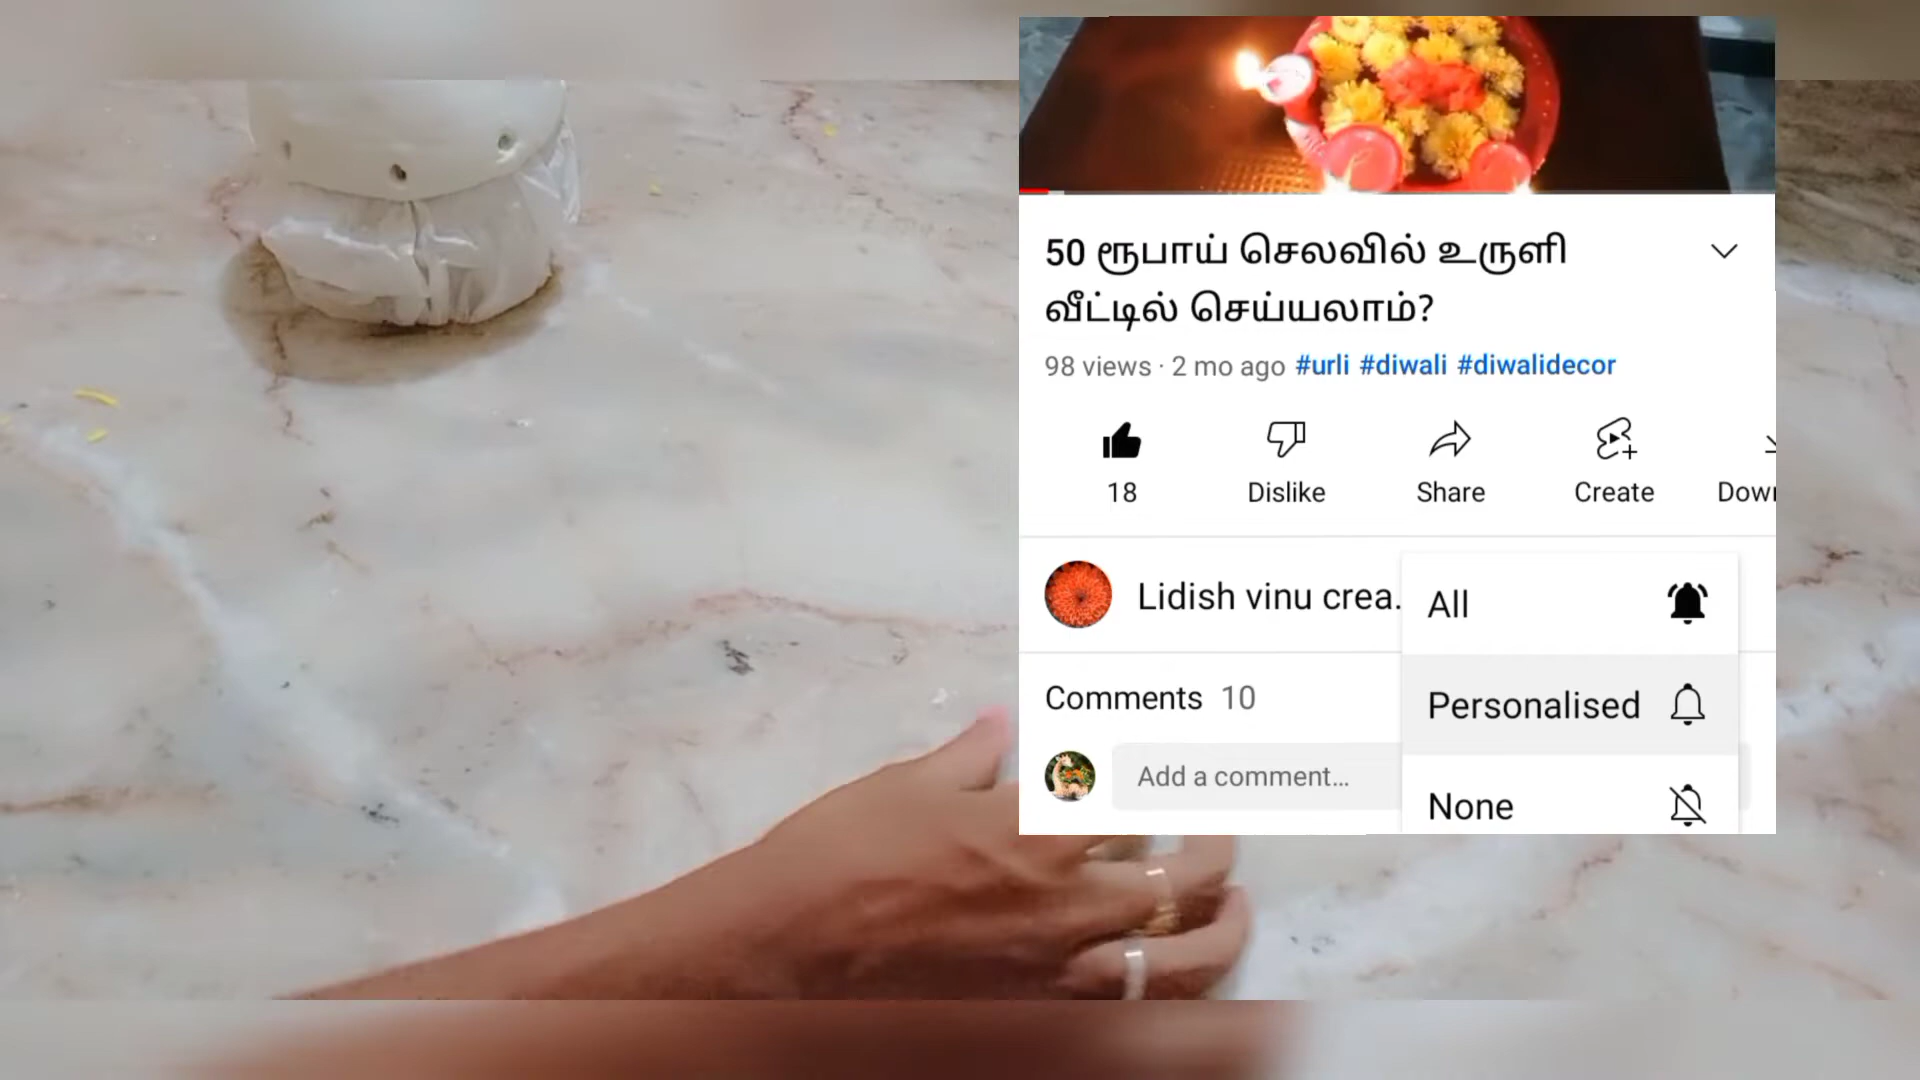 50 ரூபாய் செலவில் உருளி
வீட்டில் செய்யலாம்?
98 views · 2 mo ago #urli #diwali #diwalidecor
18 Dislike Share Create Down
Lidish vinu crea.
All
Comments 10
Personalised
Add a comment...
None